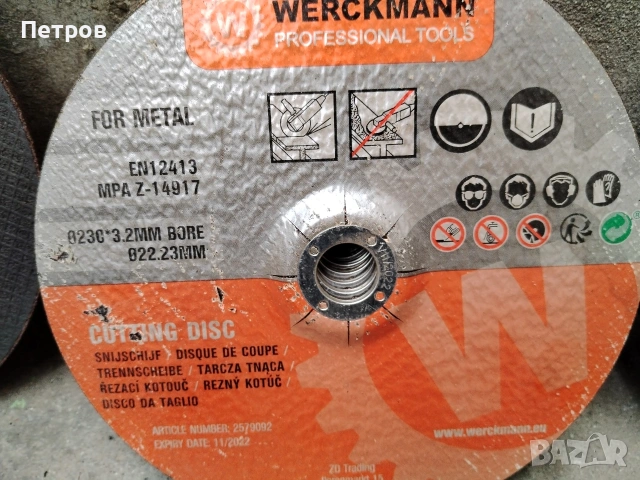 Петров
WERCKMANN
PROFESSIONAL TOOLS
FOR METAL
EN12413
MPA Z-14917
Ø230*3.2MM BORE
Ø22.23MM
CUTTING DISC
SNIJSCHIJF / DISQUE DE COUPE /
TRENNSCHEIBE / TARCZA TNĄCA
ŘEZACÍ KOTOUČ / REZNÝ KOTÚČ /
DISCO DA TAGLIO
ARTICLE NUMBER: 2579092
EXPIRY DATE: 11/2022
www.werckmann.eu
2D Trading
BAZAR